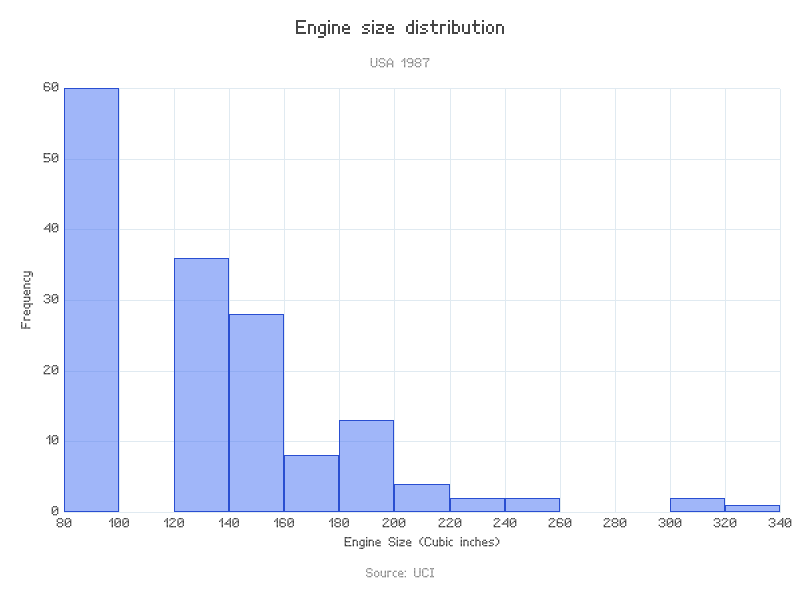 Engine size distribution
USA 1987
60
50
40
30
20
10
0
Frequency
80 100 120 140 160 180 200 220 240 260 280 300 320 340
Engine Size (Cubic inches)
Source: UCI